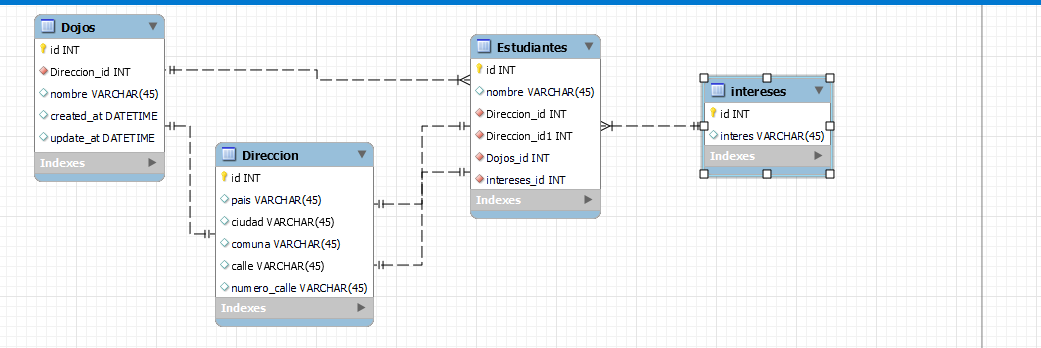 Dojos
id INT
Direccion_id INT
nombre VARCHAR(45)
created_at DATETIME
update_at DATETIME
Indexes
Direccion
id INT
pais VARCHAR(45)
ciudad VARCHAR(45)
comuna VARCHAR(45)
calle VARCHAR(45)
numero_calle VARCHAR(45)
Indexes
Estudiantes
id INT
nombre VARCHAR(45)
Direccion_id INT
Direccion_id1 INT
Dojos_id INT
intereses_id INT
Indexes
intereses
id INT
interes VARCHAR(45)
Indexes